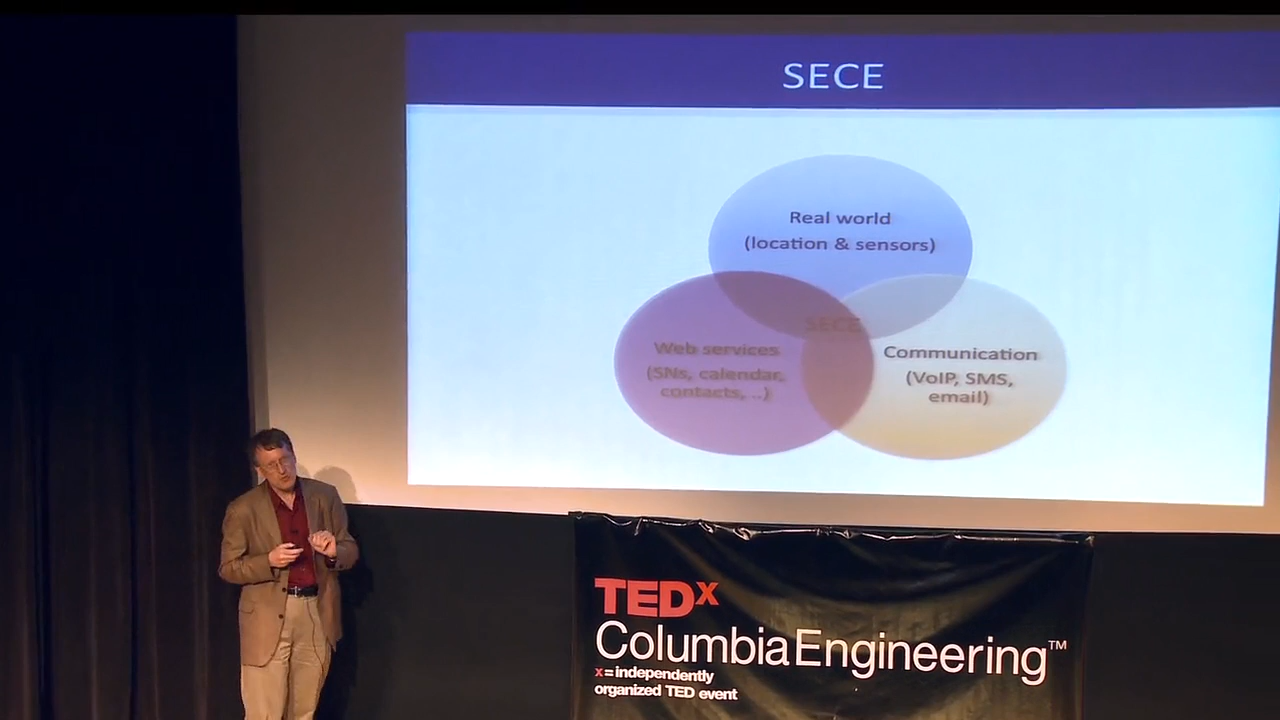 SECE
Real world
(location & sensors)
SECE
Web services
(SNs, calendar,
contacts, ..)
Communication
(VoIP, SMS,
email)
TEDx
ColumbiaEngineering™
x=independently
organized TED event